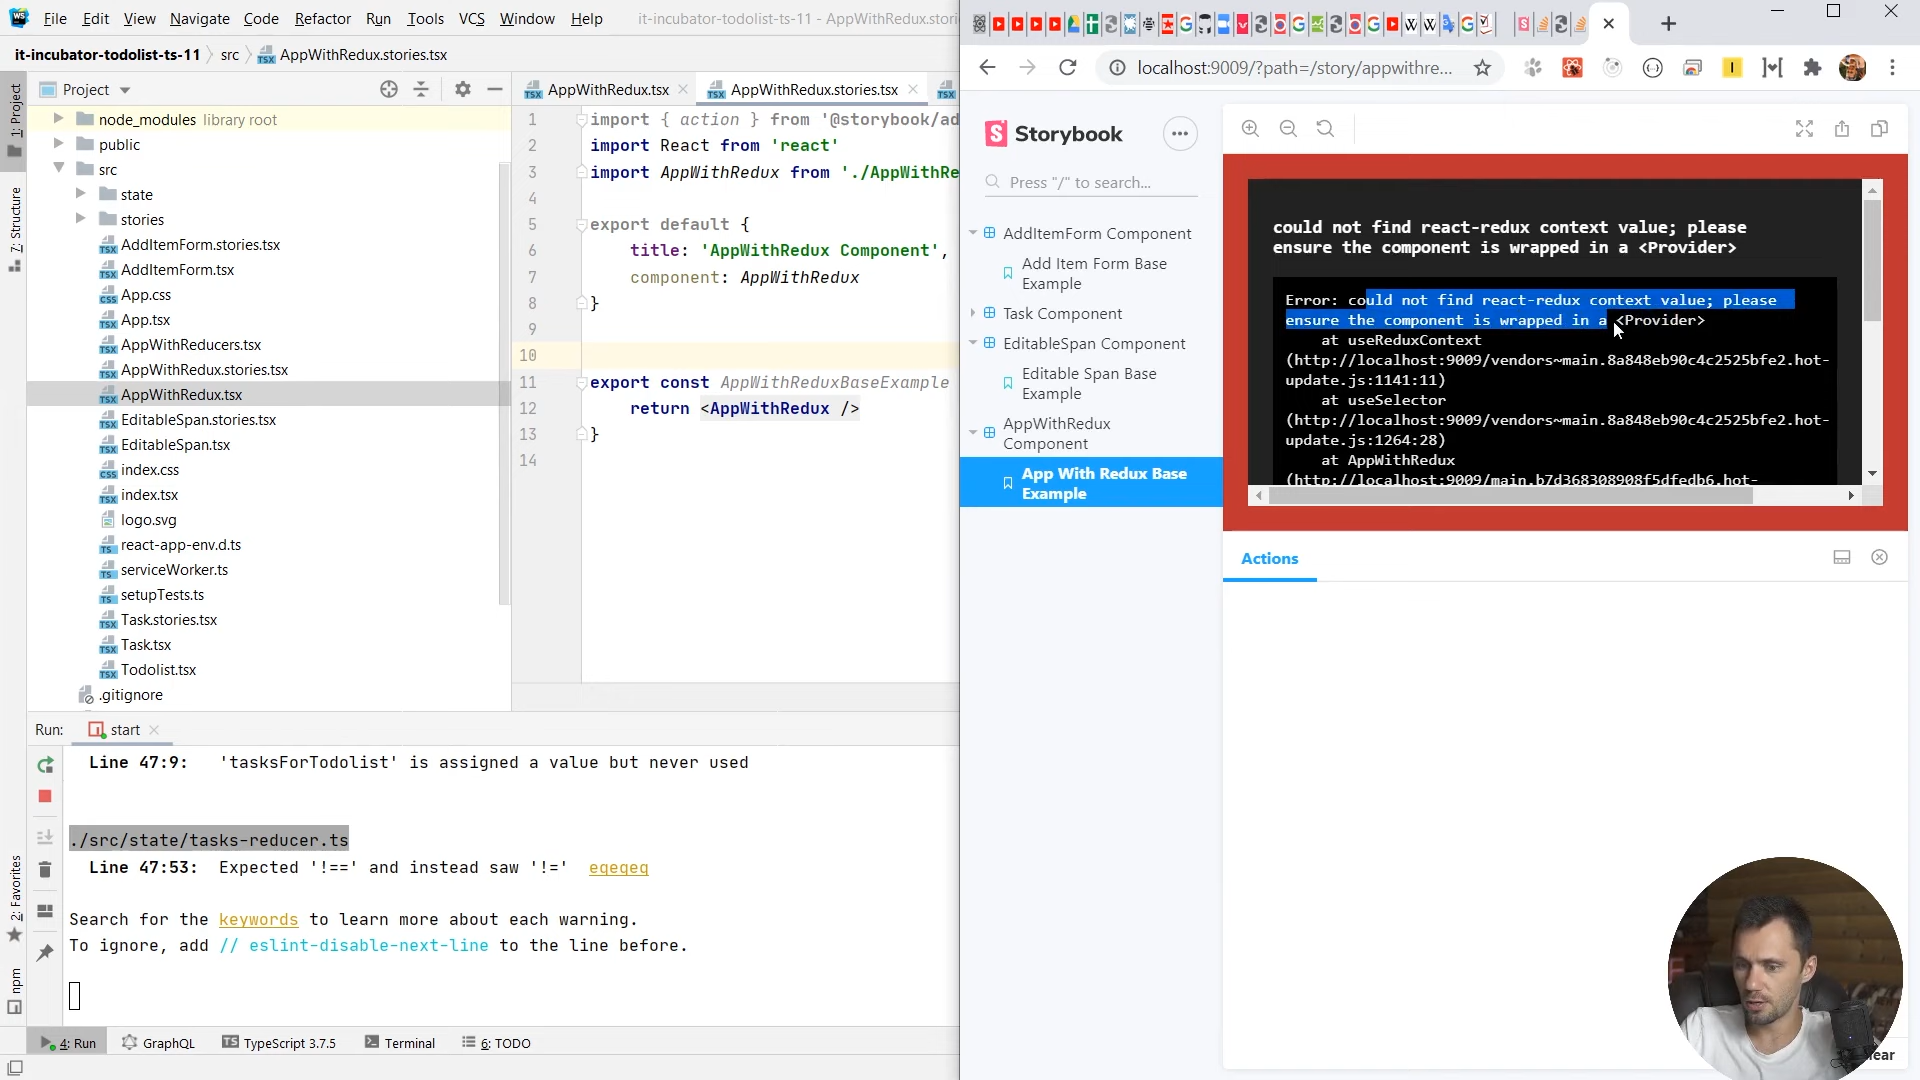 File Edit View Navigate Code Refactor Run Tools VCS Window Help it-incubator-todolist-ts-11 - AppWithRedux.stori
it-incubator-todolist-ts-11 src AppWithRedux.stories.tsx
1: Project
7: Structure
2: Favorites
npm
Project
node_modules library root
public
src
state
stories
AddItemForm.stories.tsx
AddItemForm.tsx
App.css
App.tsx
AppWithReducers.tsx
AppWithRedux.stories.tsx
AppWithRedux.tsx
EditableSpan.stories.tsx
EditableSpan.tsx
index.css
index.tsx
logo.svg
react-app-env.d.ts
serviceWorker.ts
setupTests.ts
Task.stories.tsx
Task.tsx
Todolist.tsx
.gitignore
AppWithRedux.tsx AppWithRedux.stories.tsx
1 import { action } from '@storybook/ad
2 import React from 'react'
3 import AppWithRedux from './AppWithRe
4
5 export default {
6 title: 'AppWithRedux Component',
7 component: AppWithRedux
8 }
9
10
11 export const AppWithReduxBaseExample
12 return <AppWithRedux />
13 }
14
Run: start
Line 47:9: 'tasksForTodolist' is assigned a value but never used
./src/state/tasks-reducer.ts
Line 47:53: Expected '!==' and instead saw '!=' eqeqeq
Search for the keywords to learn more about each warning.
To ignore, add // eslint-disable-next-line to the line before.
4: Run GraphQL TypeScript 3.7.5 Terminal 6: TODO
localhost:9009/?path=/story/appwithre...
Storybook
Press "/" to search...
AddItemForm Component
Add Item Form Base
Example
Task Component
EditableSpan Component
Editable Span Base
Example
AppWithRedux
Component
App With Redux Base
Example
could not find react-redux context value; please
ensure the component is wrapped in a <Provider>
Error: could not find react-redux context value; please
ensure the component is wrapped in a <Provider>
at useReduxContext
(http://localhost:9009/vendors~main.8a848eb90c4c2525bfe2.hot-
update.js:1141:11)
at useSelector
(http://localhost:9009/vendors~main.8a848eb90c4c2525bfe2.hot-
update.js:1264:28)
at AppWithRedux
(http://localhost:9009/main.b7d368308908f5dfedb6.hot-
Actions